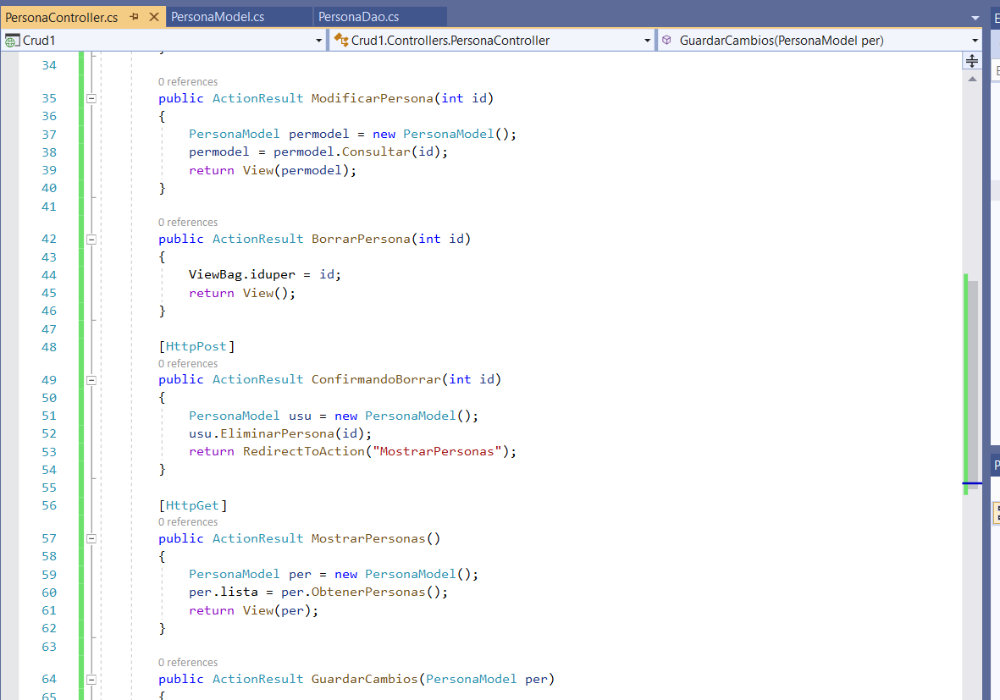 PersonaController.cs PersonaModel.cs PersonaDao.cs
Crud1 Crud1.Controllers.PersonaController GuardarCambios(PersonaModel per)
34 }
0 references
35 public ActionResult ModificarPersona(int id)
36 {
37 PersonaModel permodel = new PersonaModel();
38 permodel = permodel.Consultar(id);
39 return View(permodel);
40 }
41
0 references
42 public ActionResult BorrarPersona(int id)
43 {
44 ViewBag.iduper = id;
45 return View();
46 }
47
48 [HttpPost]
0 references
49 public ActionResult ConfirmandoBorrar(int id)
50 {
51 PersonaModel usu = new PersonaModel();
52 usu.EliminarPersona(id);
53 return RedirectToAction("MostrarPersonas");
54 }
55
56 [HttpGet]
0 references
57 public ActionResult MostrarPersonas()
58 {
59 PersonaModel per = new PersonaModel();
60 per.lista = per.ObtenerPersonas();
61 return View(per);
62 }
63
0 references
64 public ActionResult GuardarCambios(PersonaModel per)
65 {